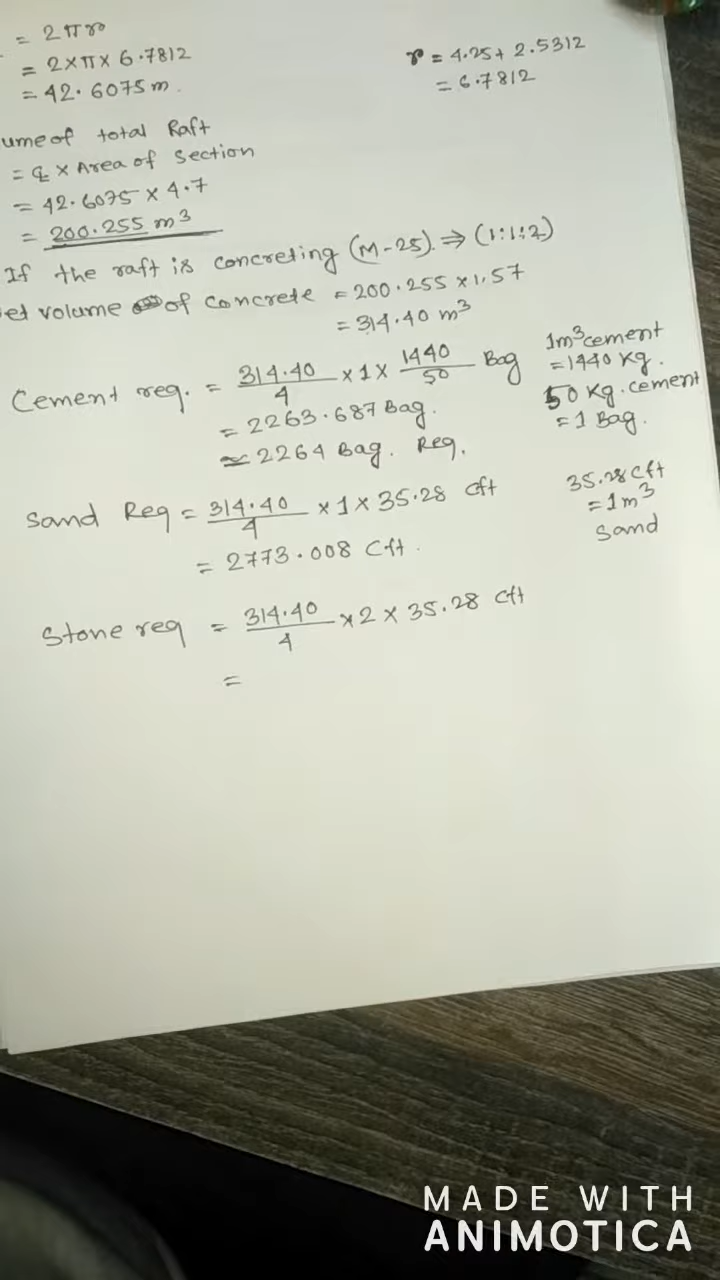 = 2πr
= 2×π× 6.7812
= 42.6075 m.
r = 4.25 + 2.5312
= 6.7812
ume of total Raft
= × Area of Section
= 42.6075 × 4.7
= 200.255 m³
If the raft is concreting (M-25). ⇒ (1:1:2)
et volume of concrete = 200.255 × 1.57
= 314.40 m³
Cement req. = 314.40/4 × 1 × 1440/50 Bag
= 2263.687 Bag.
≃ 2264 Bag. Req.
1m³ cement
= 1440 Kg.
50 Kg. cement
= 1 Bag.
Sand Req = 314.40/4 × 1 × 35.28 cft
= 2773.008 Cft.
35.28 Cft
= 1m³
Sand
Stone req = 314.40/4 × 2 × 35.28 cft
=
MADE WITH
ANIMOTICA